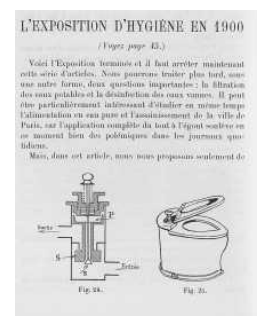 L'EXPOSITION D'HYGIÈNE EN 1900
(Voyez page 45.)
Voici l'Exposition terminée et il faut arrêter maintenant
cette série d'articles. Nous pourrons traiter plus tard, sous
une autre forme, deux questions importantes : la filtration
des eaux potables et la désinfection des eaux vannes. Il peut
être particulièrement intéressant d'étudier en même temps
l'alimentation en eau pure et l'assainissement de la ville de
Paris, car l'application complète du tout à l'égout soulève en
ce moment bien des polémiques dans les journaux quo-
tidiens.
Mais, dans cet article, nous nous proposons seulement de
P
Sortie
S
Entrée
Fig. 24.
Fig. 25.